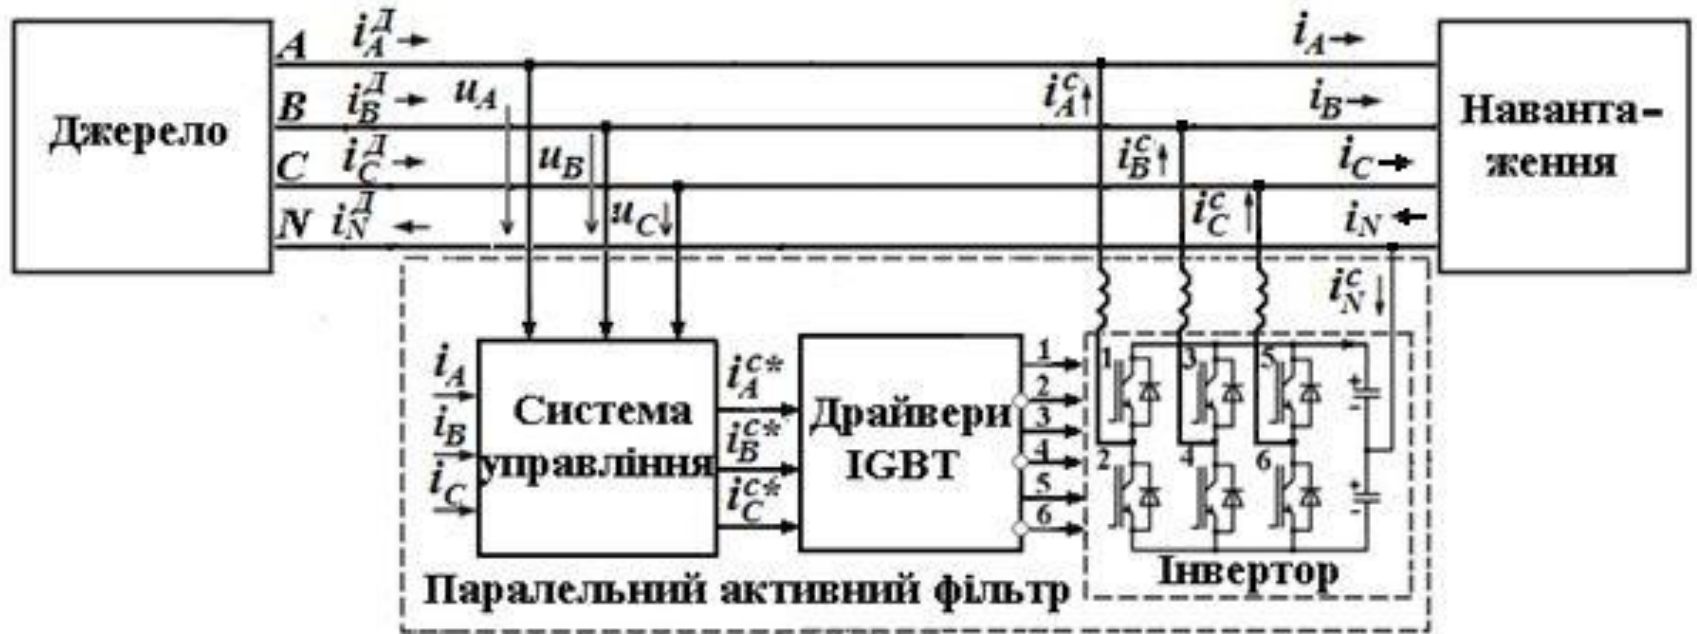 A i_A^Д
i_A
B i_B^Д
u_A
i_A^c
i_B
Джерело
Наванта-
ження
C i_C^Д
u_B
i_B^c
i_C
N i_N^Д
u_C
i_C^c
i_N
i_N^c
i_A
i_B
i_C
Система
управління
i_A^c*
i_B^c*
i_C^c*
Драйвери
IGBT
1
2
3
4
5
6
1 3 5
+
-
2 4 6
+
-
Інвертор
Паралельний активний фільтр